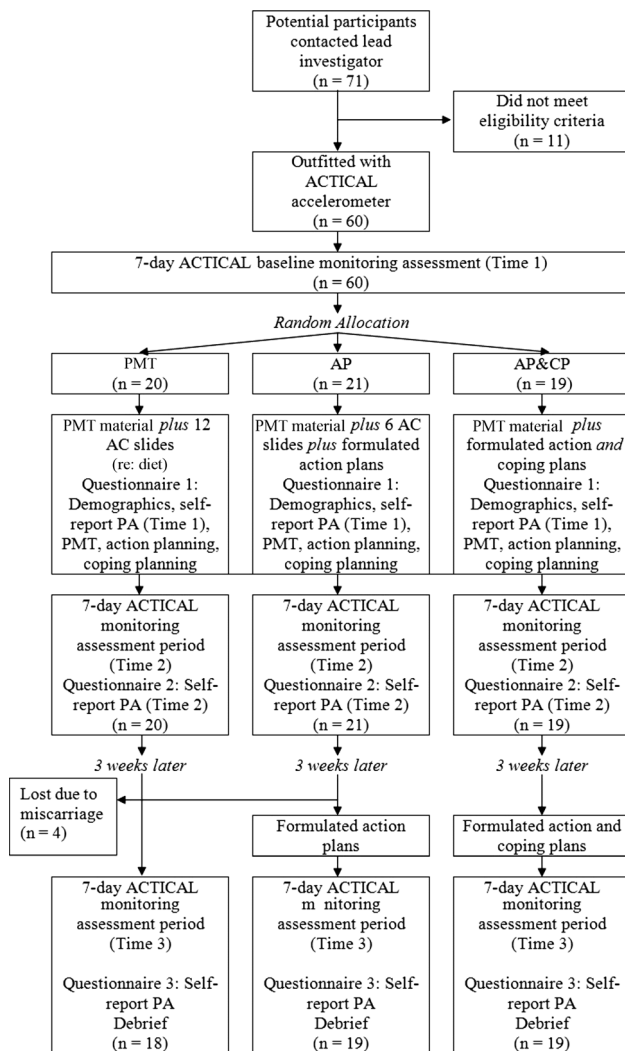 Potential participants
contacted lead
investigator
(n = 71)
Did not meet
eligibility criteria
(n = 11)
Outfitted with
ACTICAL
accelerometer
(n = 60)
7-day ACTICAL baseline monitoring assessment (Time 1)
(n = 60)
Random Allocation
PMT
(n = 20)
AP
(n = 21)
AP&CP
(n = 19)
PMT material plus 12
AC slides
(re: diet)
Questionnaire 1:
Demographics, self-
report PA (Time 1),
PMT, action planning,
coping planning
PMT material plus 6 AC
slides plus formulated
action plans
Questionnaire 1:
Demographics, self-
report PA (Time 1),
PMT, action planning,
coping planning
PMT material plus
formulated action and
coping plans
Questionnaire 1:
Demographics, self-
report PA (Time 1),
PMT, action planning,
coping planning
7-day ACTICAL
monitoring
assessment period
(Time 2)
Questionnaire 2: Self-
report PA (Time 2)
(n = 20)
7-day ACTICAL
monitoring
assessment period
(Time 2)
Questionnaire 2: Self-
report PA (Time 2)
(n = 21)
7-day ACTICAL
monitoring
assessment period
(Time 2)
Questionnaire 2: Self-
report PA (Time 2)
(n = 19)
3 weeks later
3 weeks later
3 weeks later
Lost due to
miscarriage
(n = 4)
Formulated action
plans
Formulated action and
coping plans
7-day ACTICAL
monitoring
assessment period
(Time 3)
Questionnaire 3: Self-
report PA
Debrief
(n = 18)
7-day ACTICAL
m nitoring
assessment period
(Time 3)
Questionnaire 3: Self-
report PA
Debrief
(n = 19)
7-day ACTICAL
monitoring
assessment period
(Time 3)
Questionnaire 3: Self-
report PA
Debrief
(n = 19)